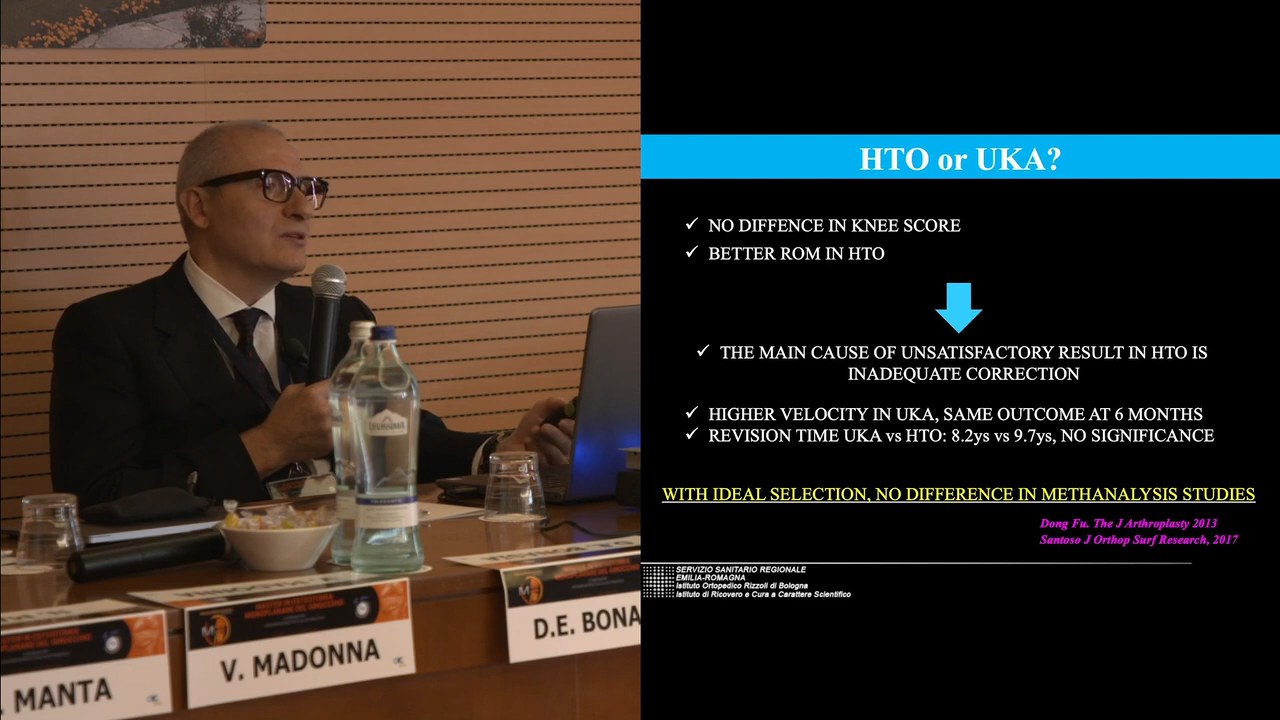 HTO or UKA?
✓ NO DIFFENCE IN KNEE SCORE
✓ BETTER ROM IN HTO
✓ THE MAIN CAUSE OF UNSATISFACTORY RESULT IN HTO IS
INADEQUATE CORRECTION
✓ HIGHER VELOCITY IN UKA, SAME OUTCOME AT 6 MONTHS
✓ REVISION TIME UKA vs HTO: 8.2ys vs 9.7ys, NO SIGNIFICANCE
WITH IDEAL SELECTION, NO DIFFERENCE IN METHANALYSIS STUDIES
Dong Fu. The J Arthroplasty 2013
Santoso J Orthop Surf Research, 2017
SERVIZIO SANITARIO REGIONALE
EMILIA-ROMAGNA
Istituto Ortopedico Rizzoli di Bologna
Istituto di Ricovero e Cura a Carattere Scientifico
MANTA
V. MADONNA
D.E. BONA